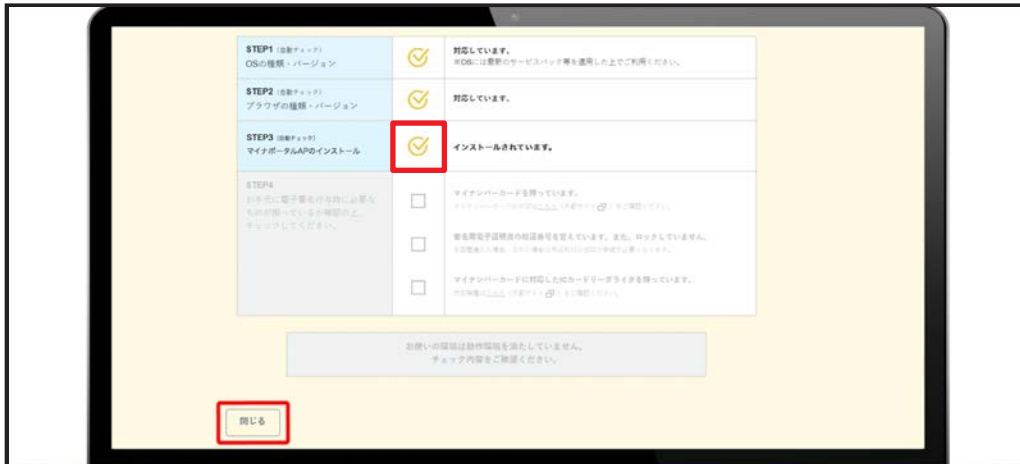 STEP1（自動チェック）
OSの種類・バージョン
対応しています。
※OSには最新のサービスパック等を適用した上でご利用ください。
STEP2（自動チェック）
ブラウザの種類・バージョン
対応しています。
STEP3（自動チェック）
マイナポータルAPのインストール
インストールされています。
STEP4
お手元に電子署名付与時に必要な
ものが揃っているか確認の上、
チェックしてください。
マイナンバーカードを持っています。
署名用電子証明書の暗証番号を覚えています。また、ロックしていません。
マイナンバーカードに対応したICカードリーダライタを持っています。
お使いの環境は動作環境を満たしていません。
チェック内容をご確認ください。
閉じる